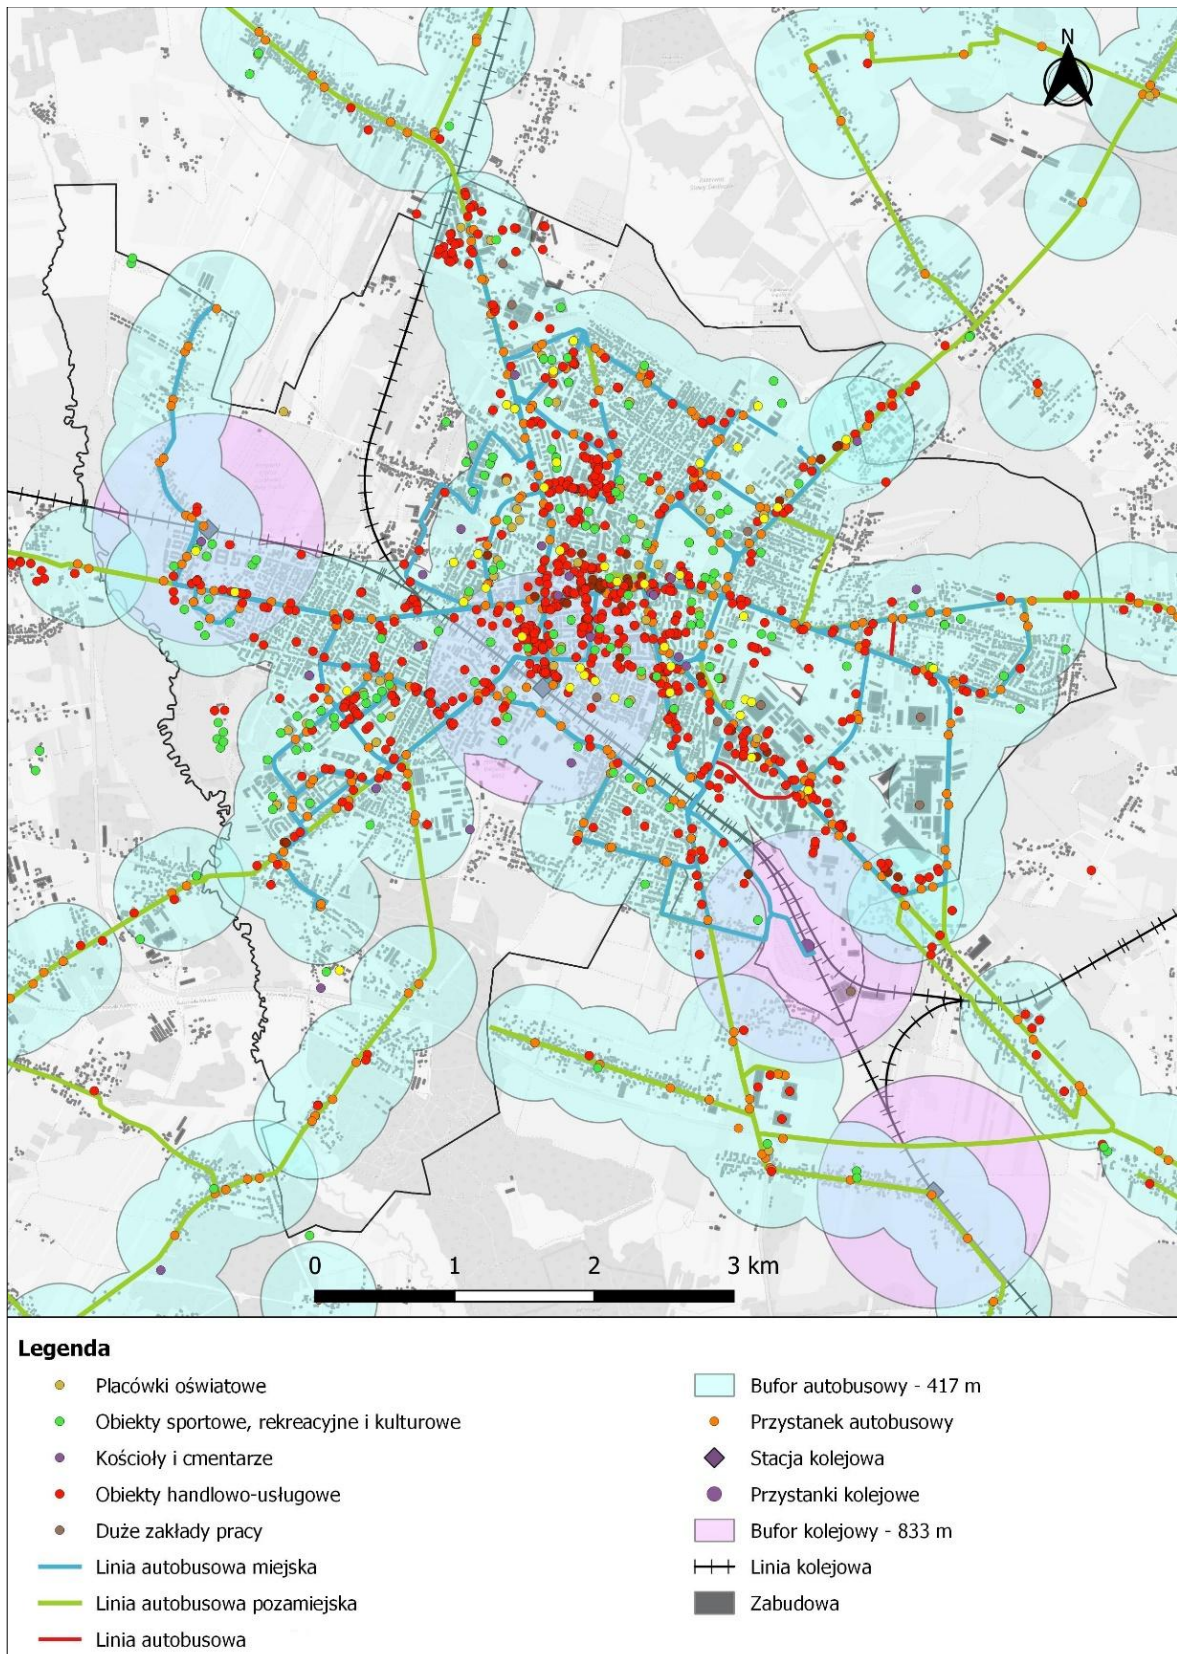 N
0 1 2 3 km
Legenda
Placówki oświatowe
Obiekty sportowe, rekreacyjne i kulturowe
Kościoły i cmentarze
Obiekty handlowo-usługowe
Duże zakłady pracy
Linia autobusowa miejska
Linia autobusowa pozamiejska
Linia autobusowa
Bufor autobusowy - 417 m
Przystanek autobusowy
Stacja kolejowa
Przystanki kolejowe
Bufor kolejowy - 833 m
Linia kolejowa
Zabudowa